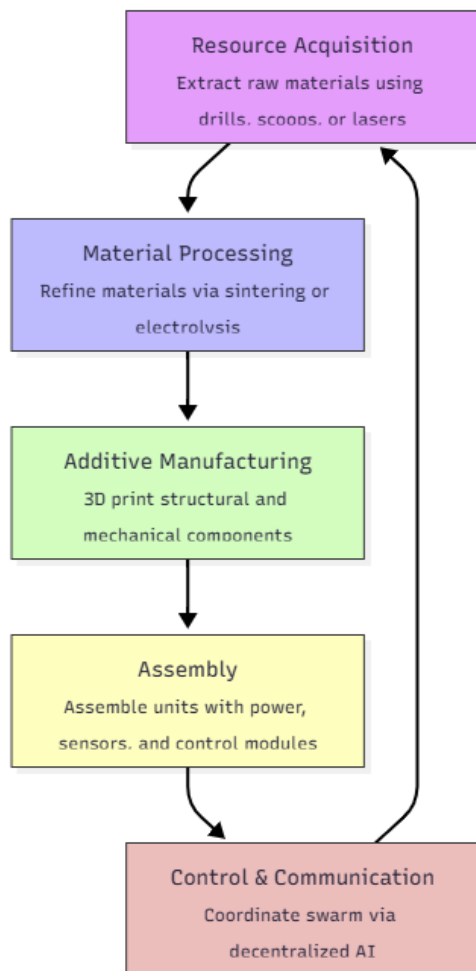 Resource Acquisition
Extract raw materials using
drills, scoops, or lasers
Material Processing
Refine materials via sintering or
electrolysis
Additive Manufacturing
3D print structural and
mechanical components
Assembly
Assemble units with power,
sensors, and control modules
Control & Communication
Coordinate swarm via
decentralized AI